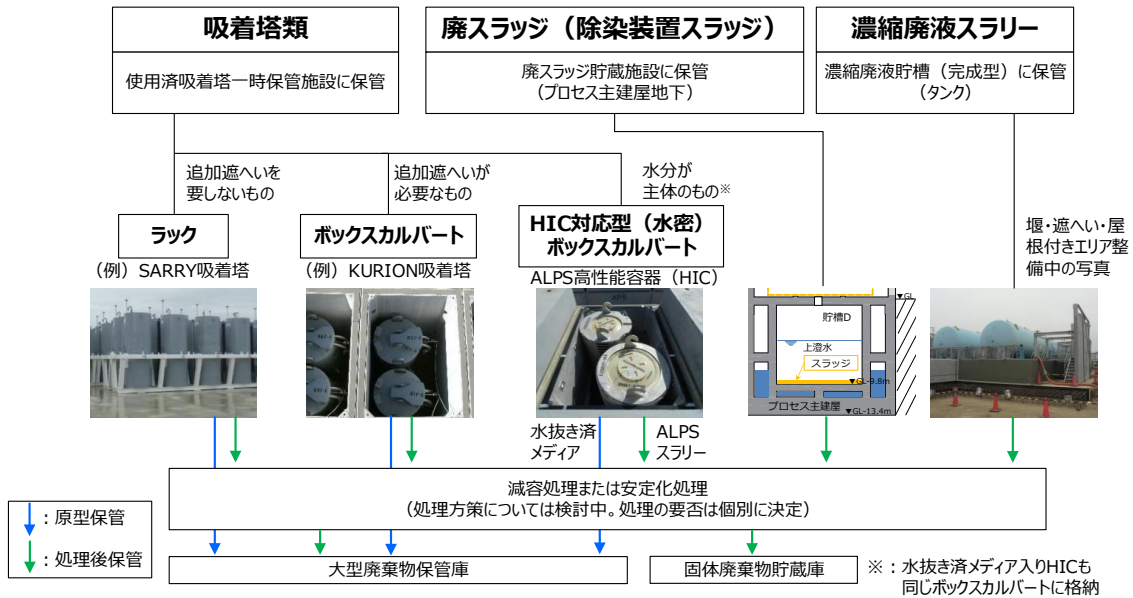 吸着塔類
使用済吸着塔一時保管施設に保管
廃スラッジ（除染装置スラッジ）
廃スラッジ貯蔵施設に保管
（プロセス主建屋地下）
濃縮廃液スラリー
濃縮廃液貯槽（完成型）に保管
（タンク）
追加遮へいを
要しないもの
追加遮へいが
必要なもの
水分が
主体のもの※
ラック
（例）SARRY吸着塔
ボックスカルバート
（例）KURION吸着塔
HIC対応型（水密）
ボックスカルバート
ALPS高性能容器（HIC）
堰・遮へい・屋
根付きエリア整
備中の写真
▼GL
貯槽D
上澄水
スラッジ
▼GL-9.8m
プロセス主建屋
▼GL-13.4m
水抜き済
メディア
ALPS
スラリー
減容処理または安定化処理
（処理方策については検討中。処理の要否は個別に決定）
：原型保管
：処理後保管
大型廃棄物保管庫
固体廃棄物貯蔵庫
※：水抜き済メディア入りHICも
同じボックスカルバートに格納